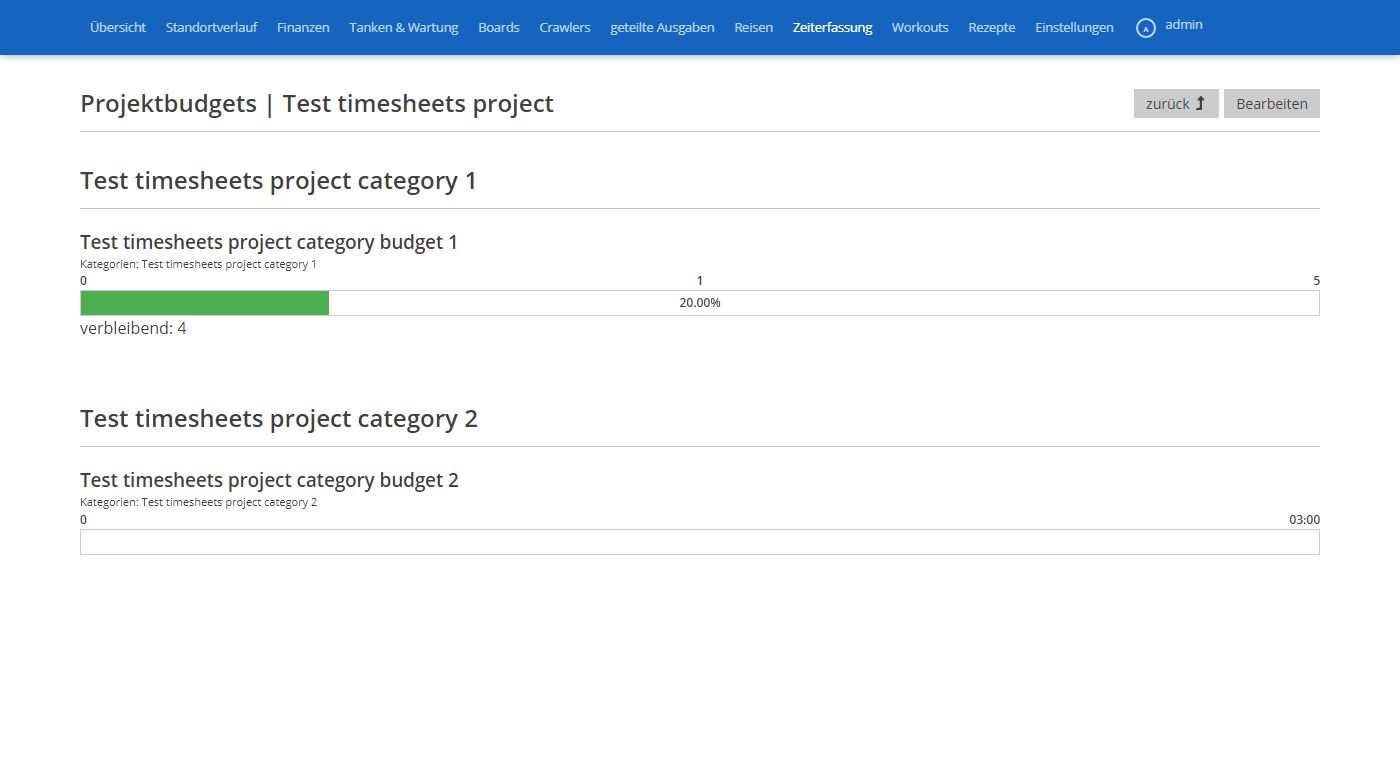 Übersicht Standortverlauf Finanzen Tanken & Wartung Boards Crawlers geteilte Ausgaben Reisen Zeiterfassung Workouts Rezepte Einstellungen A admin
Projektbudgets | Test timesheets project zurück Bearbeiten
Test timesheets project category 1
Test timesheets project category budget 1
Kategorien: Test timesheets project category 1
0 1 5
20.00%
verbleibend: 4
Test timesheets project category 2
Test timesheets project category budget 2
Kategorien: Test timesheets project category 2
0 03:00